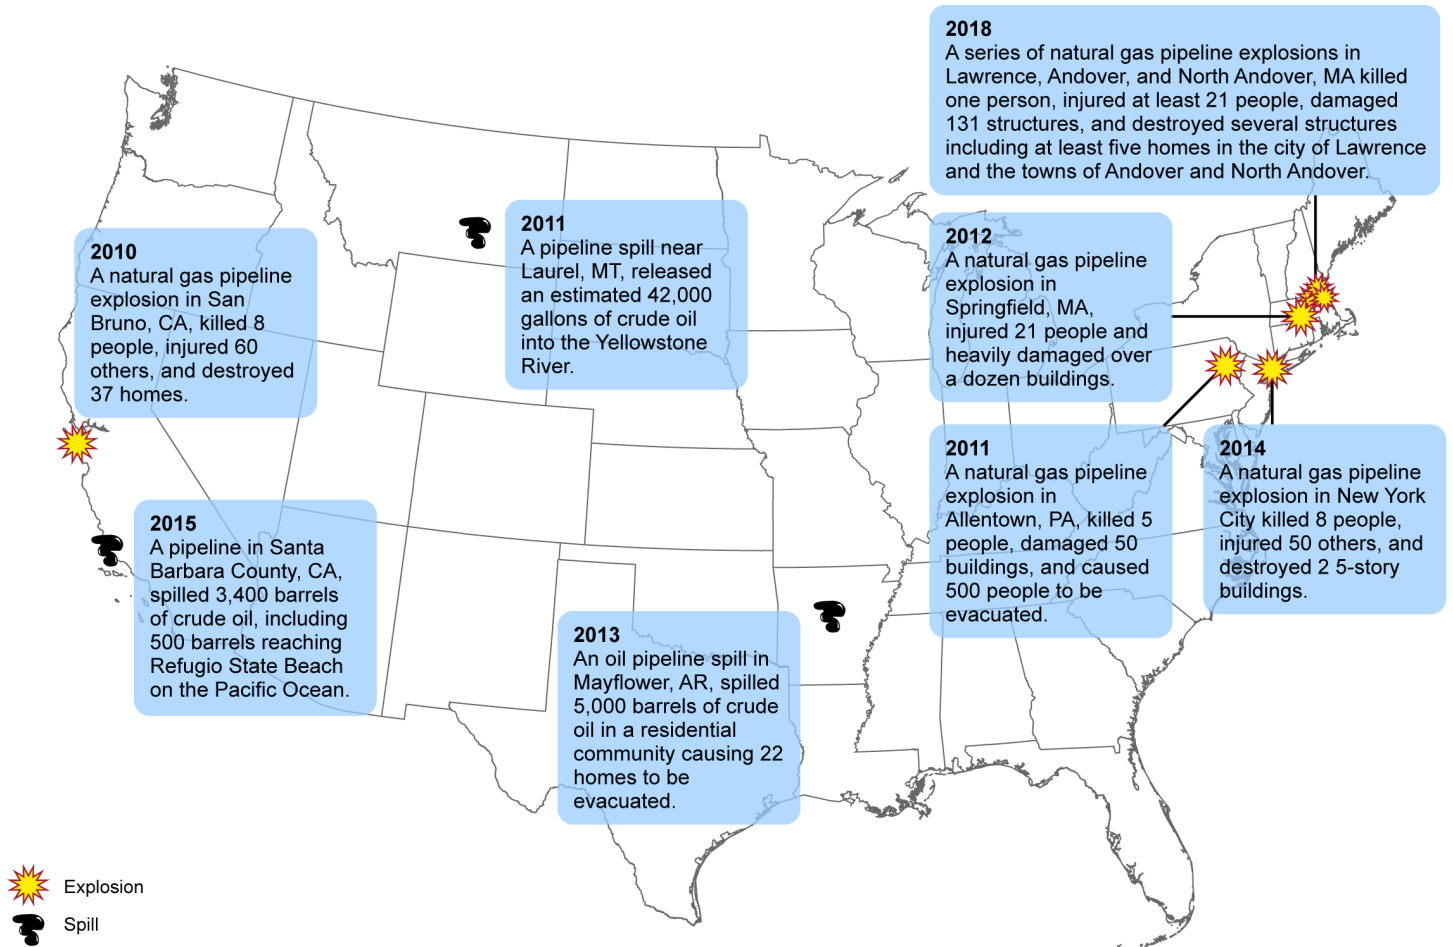 2018
A series of natural gas pipeline explosions in
Lawrence, Andover, and North Andover, MA killed
one person, injured at least 21 people, damaged
131 structures, and destroyed several structures
including at least five homes in the city of Lawrence
and the towns of Andover and North Andover.
2010
A natural gas pipeline
explosion in San
Bruno, CA, killed 8
people, injured 60
others, and destroyed
37 homes.
2011
A pipeline spill near
Laurel, MT, released
an estimated 42,000
gallons of crude oil
into the Yellowstone
River.
2012
A natural gas pipeline
explosion in
Springfield, MA,
injured 21 people and
heavily damaged over
a dozen buildings.
2015
A pipeline in Santa
Barbara County, CA,
spilled 3,400 barrels
of crude oil, including
500 barrels reaching
Refugio State Beach
on the Pacific Ocean.
2013
An oil pipeline spill in
Mayflower, AR, spilled
5,000 barrels of crude
oil in a residential
community causing 22
homes to be
evacuated.
2011
A natural gas pipeline
explosion in
Allentown, PA, killed 5
people, damaged 50
buildings, and caused
500 people to be
evacuated.
2014
A natural gas pipeline
explosion in New York
City killed 8 people,
injured 50 others, and
destroyed 2 5-story
buildings.
Explosion
Spill